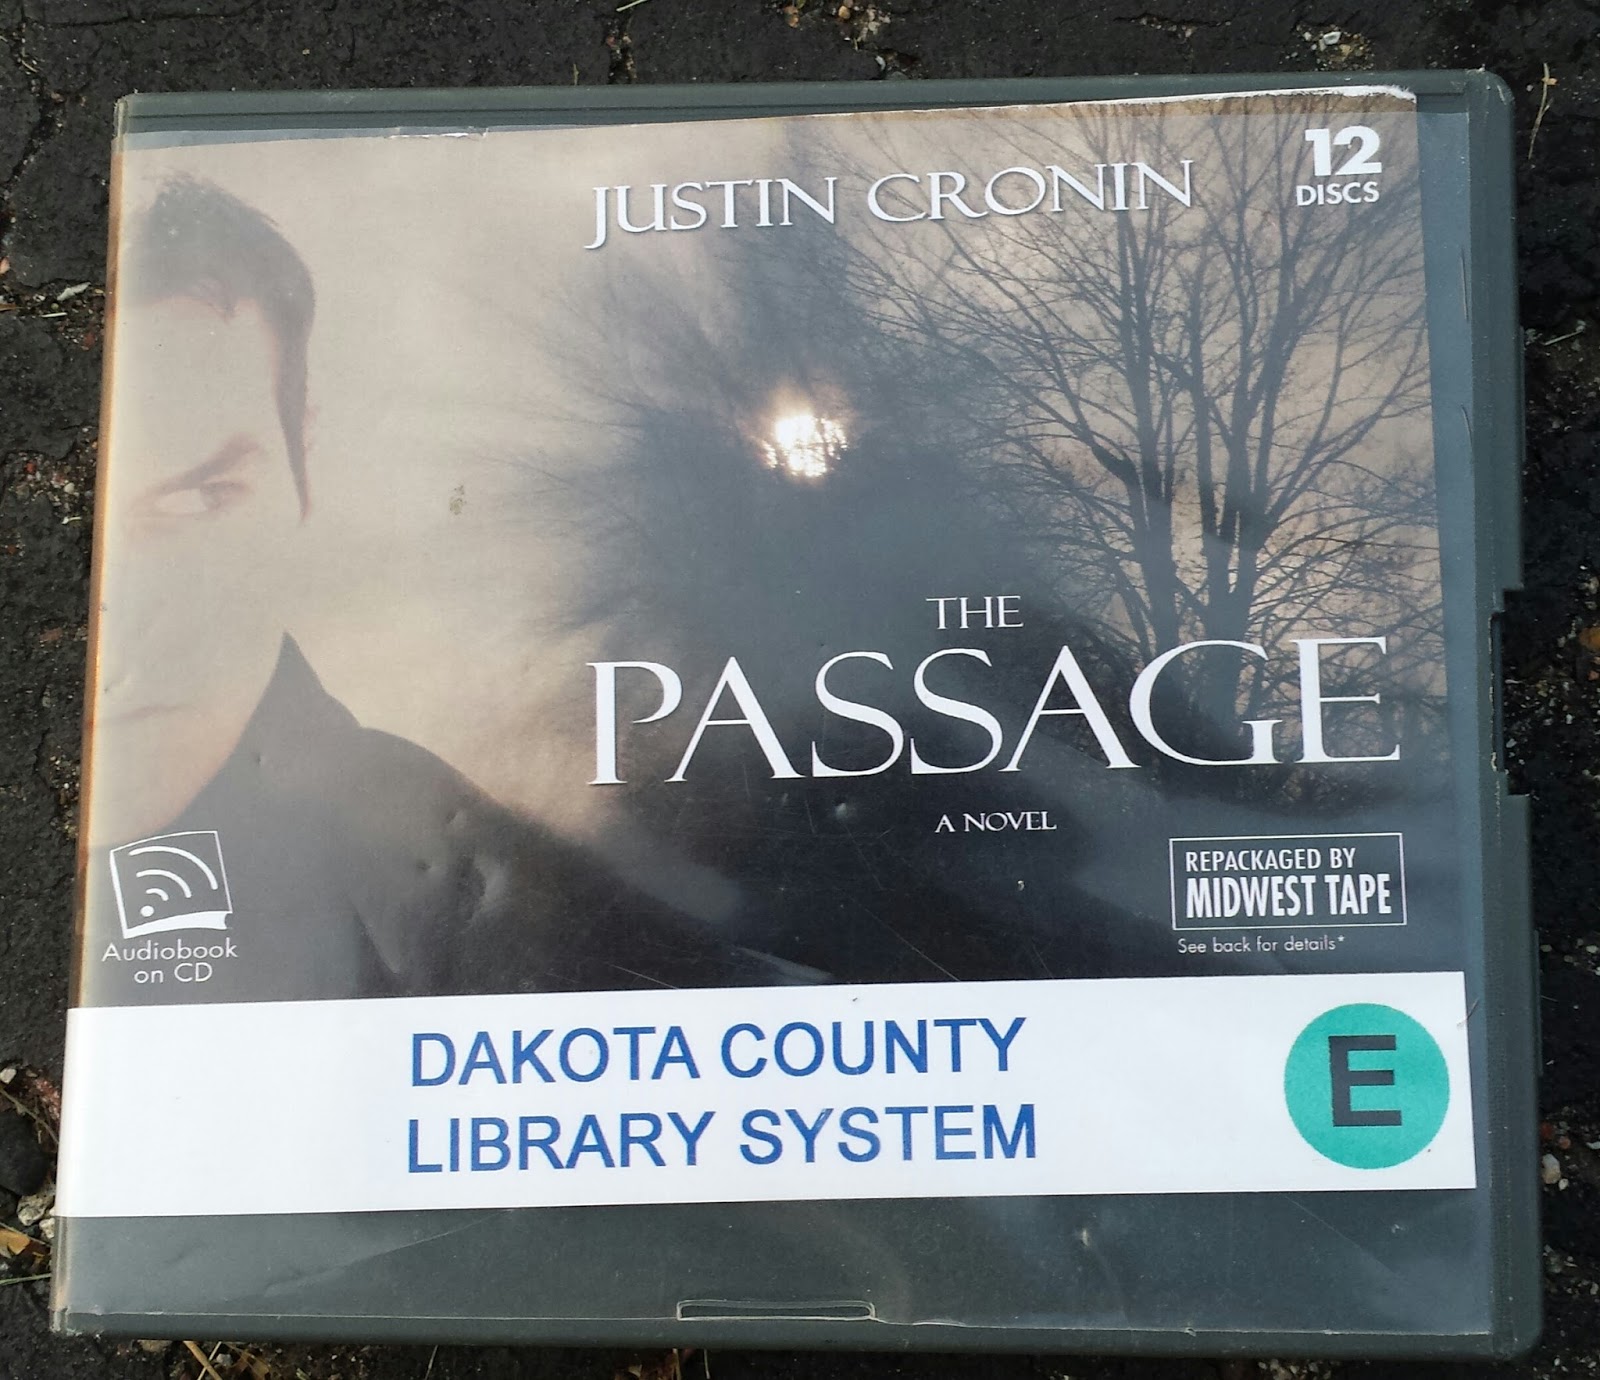 JUSTIN CRONIN
12
DISCS
THE
PASSAGE
A NOVEL
REPACKAGED BY
MIDWEST TAPE
See back for details*
Audiobook
on CD
DAKOTA COUNTY
LIBRARY SYSTEM
E